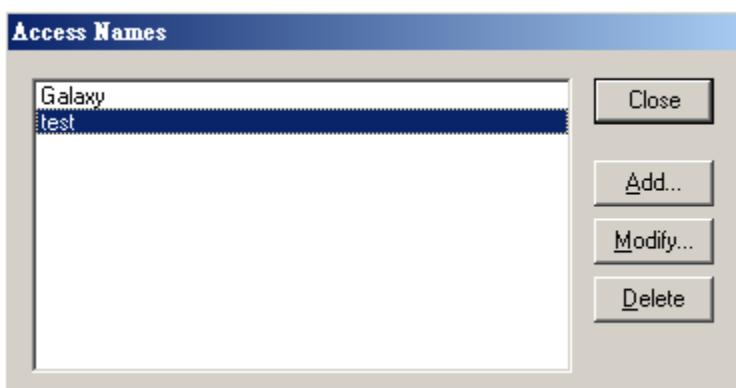 Access Names
Galaxy
test
Close
Add...
Modify...
Delete